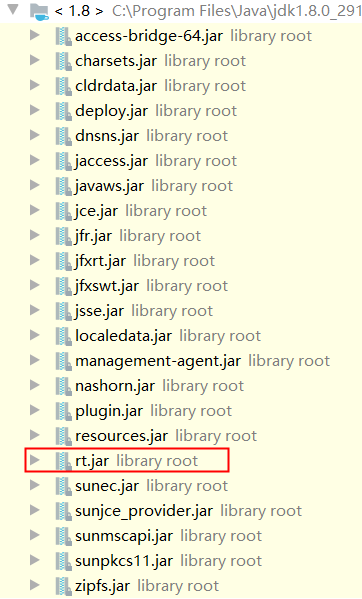 < 1.8 > C:\Program Files\Java\jdk1.8.0_291
access-bridge-64.jar library root
charsets.jar library root
cldrdata.jar library root
deploy.jar library root
dnsns.jar library root
jaccess.jar library root
javaws.jar library root
jce.jar library root
jfr.jar library root
jfxrt.jar library root
jfxswt.jar library root
jsse.jar library root
localedata.jar library root
management-agent.jar library root
nashorn.jar library root
plugin.jar library root
resources.jar library root
rt.jar library root
sunec.jar library root
sunjce_provider.jar library root
sunmscapi.jar library root
sunpkcs11.jar library root
zipfs.jar library root